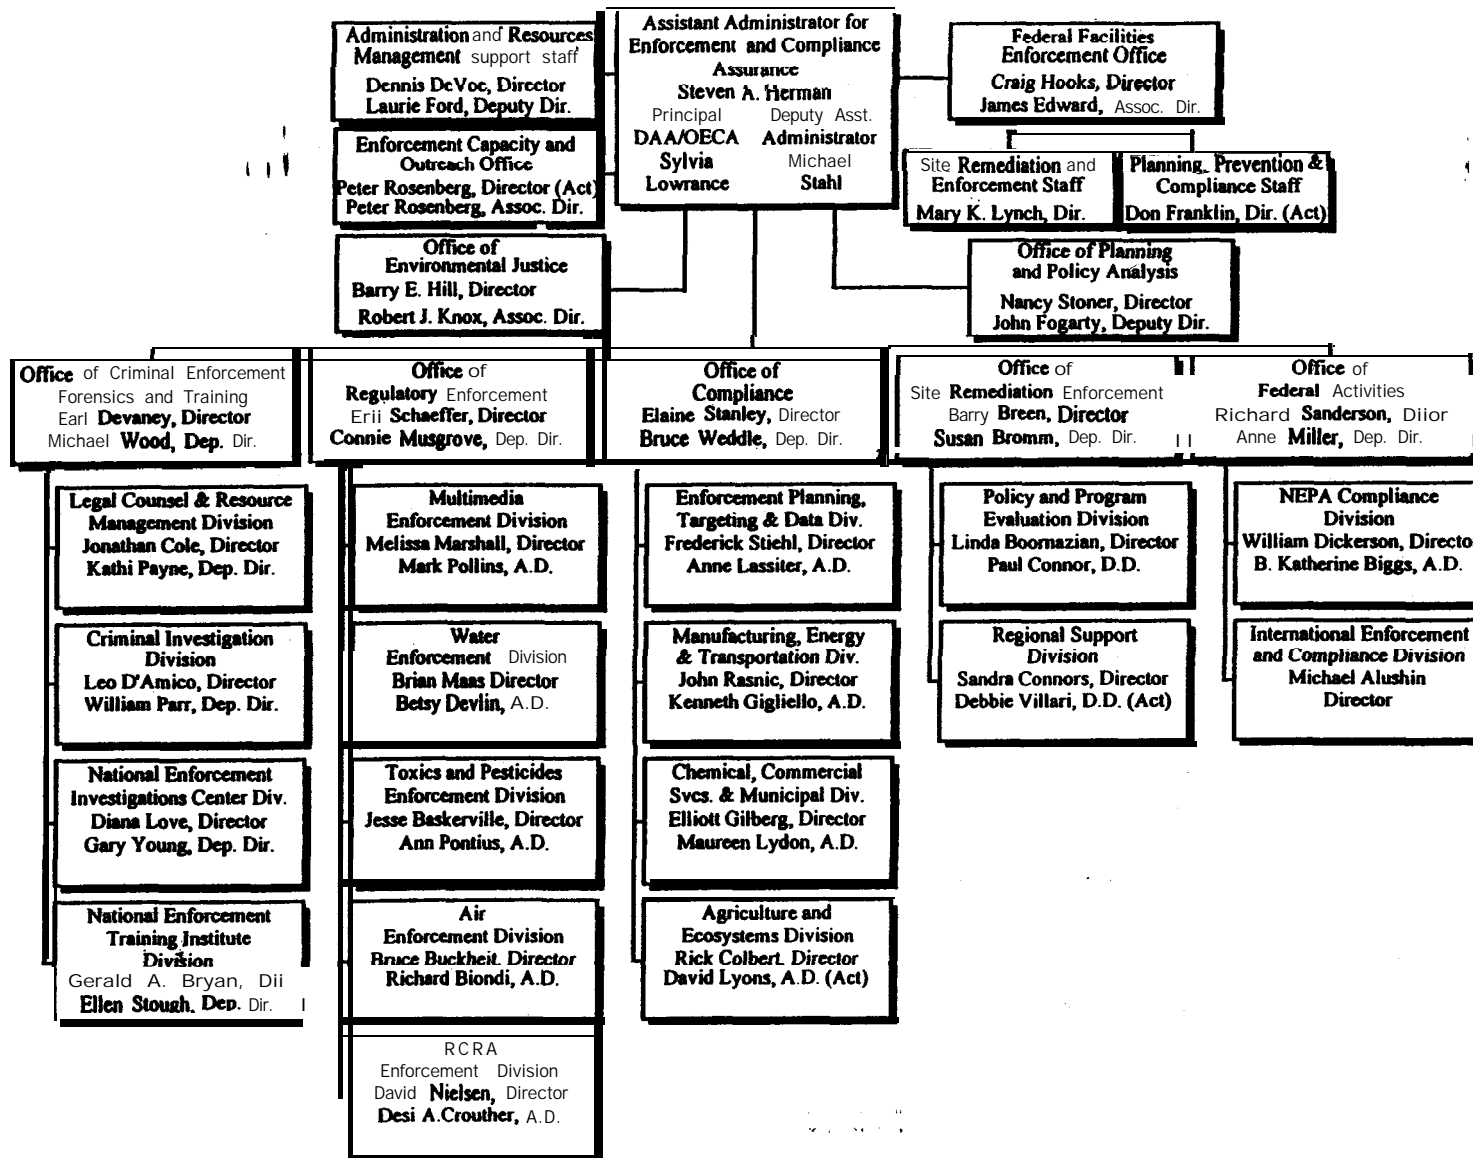 Administration and Resources
Management support staff
Dennis DeVoc, Director
Laurie Ford, Deputy Dir.
Enforcement Capacity and
Outreach Office
Peter Rosenberg, Director (Act)
Peter Rosenberg, Assoc. Dir.
Office of
Environmental Justice
Barry E. Hill, Director
Robert J. Knox, Assoc. Dir.
Assistant Administrator for
Enforcement and Compliance
Assurance
Steven A. Herman
Principal Deputy Asst.
DAA/OECA Administrator
Sylvia Michael
Lowrance Stahl
Federal Facilities
Enforcement Office
Craig Hooks, Director
James Edward, Assoc. Dir.
Site Remediation and
Enforcement Staff
Mary K. Lynch, Dir.
Planning, Prevention &
Compliance Staff
Don Franklin, Dir. (Act)
Office of Planning
and Policy Analysis
Nancy Stoner, Director
John Fogarty, Deputy Dir.
Office of Criminal Enforcement
Forensics and Training
Earl Devaney, Director
Michael Wood, Dep. Dir.
Office of
Regulatory Enforcement
Erii Schaeffer, Director
Connie Musgrove, Dep. Dir.
Office of
Compliance
Elaine Stanley, Director
Bruce Weddle, Dep. Dir.
Office of
Site Remediation Enforcement
Barry Breen, Director
Susan Bromm, Dep. Dir.
Office of
Federal Activities
Richard Sanderson, Diior
Anne Miller, Dep. Dir.
Legal Counsel & Resource
Management Division
Jonathan Cole, Director
Kathi Payne, Dep. Dir.
Criminal Investigation
Division
Leo D'Amico, Director
William Parr, Dep. Dir.
National Enforcement
Investigations Center Div.
Diana Love, Director
Gary Young, Dep. Dir.
National Enforcement
Training Institute
Division
Gerald A. Bryan, Dii
Ellen Stough, Dep. Dir.
Multimedia
Enforcement Division
Melissa Marshall, Director
Mark Pollins, A.D.
Water
Enforcement Division
Brian Maas Director
Betsy Devlin, A.D.
Toxics and Pesticides
Enforcement Division
Jesse Baskerville, Director
Ann Pontius, A.D.
Air
Enforcement Division
Bruce Buckheit, Director
Richard Biondi, A.D.
RCRA
Enforcement Division
David Nielsen, Director
Desi A.Crouther, A.D.
Enforcement Planning,
Targeting & Data Div.
Frederick Stiehl, Director
Anne Lassiter, A.D.
Manufacturing, Energy
& Transportation Div.
John Rasnic, Director
Kenneth Gigliello, A.D.
Chemical, Commercial
Svcs. & Municipal Div.
Elliott Gilberg, Director
Maureen Lydon, A.D.
Agriculture and
Ecosystems Division
Rick Colbert, Director
David Lyons, A.D. (Act)
Policy and Program
Evaluation Division
Linda Boornazian, Director
Paul Connor, D.D.
Regional Support
Division
Sandra Connors, Director
Debbie Villari, D.D. (Act)
NEPA Compliance
Division
William Dickerson, Directo
B. Katherine Biggs, A.D.
International Enforcement
and Compliance Division
Michael Alushin
Director